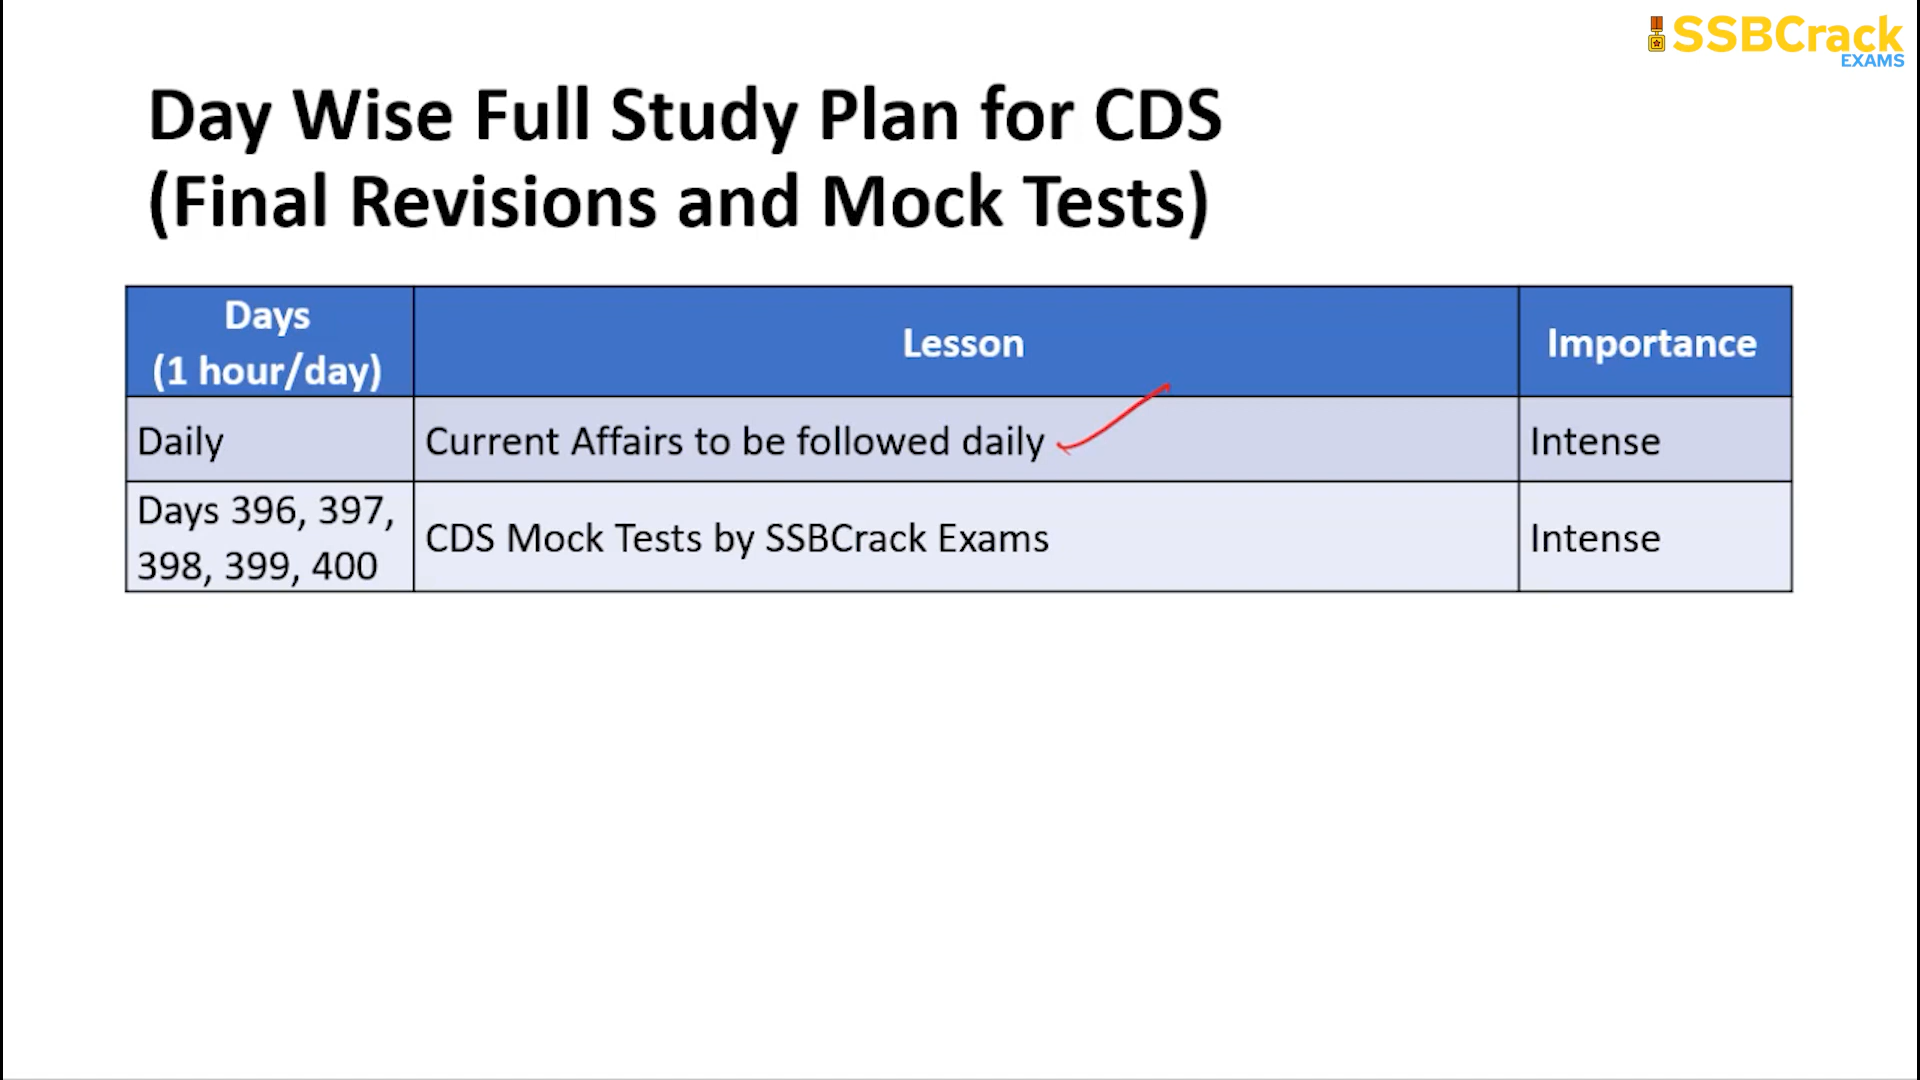 SSBCrack
EXAMS
Day Wise Full Study Plan for CDS
(Final Revisions and Mock Tests)
Days
(1 hour/day)
Lesson
Importance
Daily
Current Affairs to be followed daily
Intense
Days 396, 397,
398, 399, 400
CDS Mock Tests by SSBCrack Exams
Intense